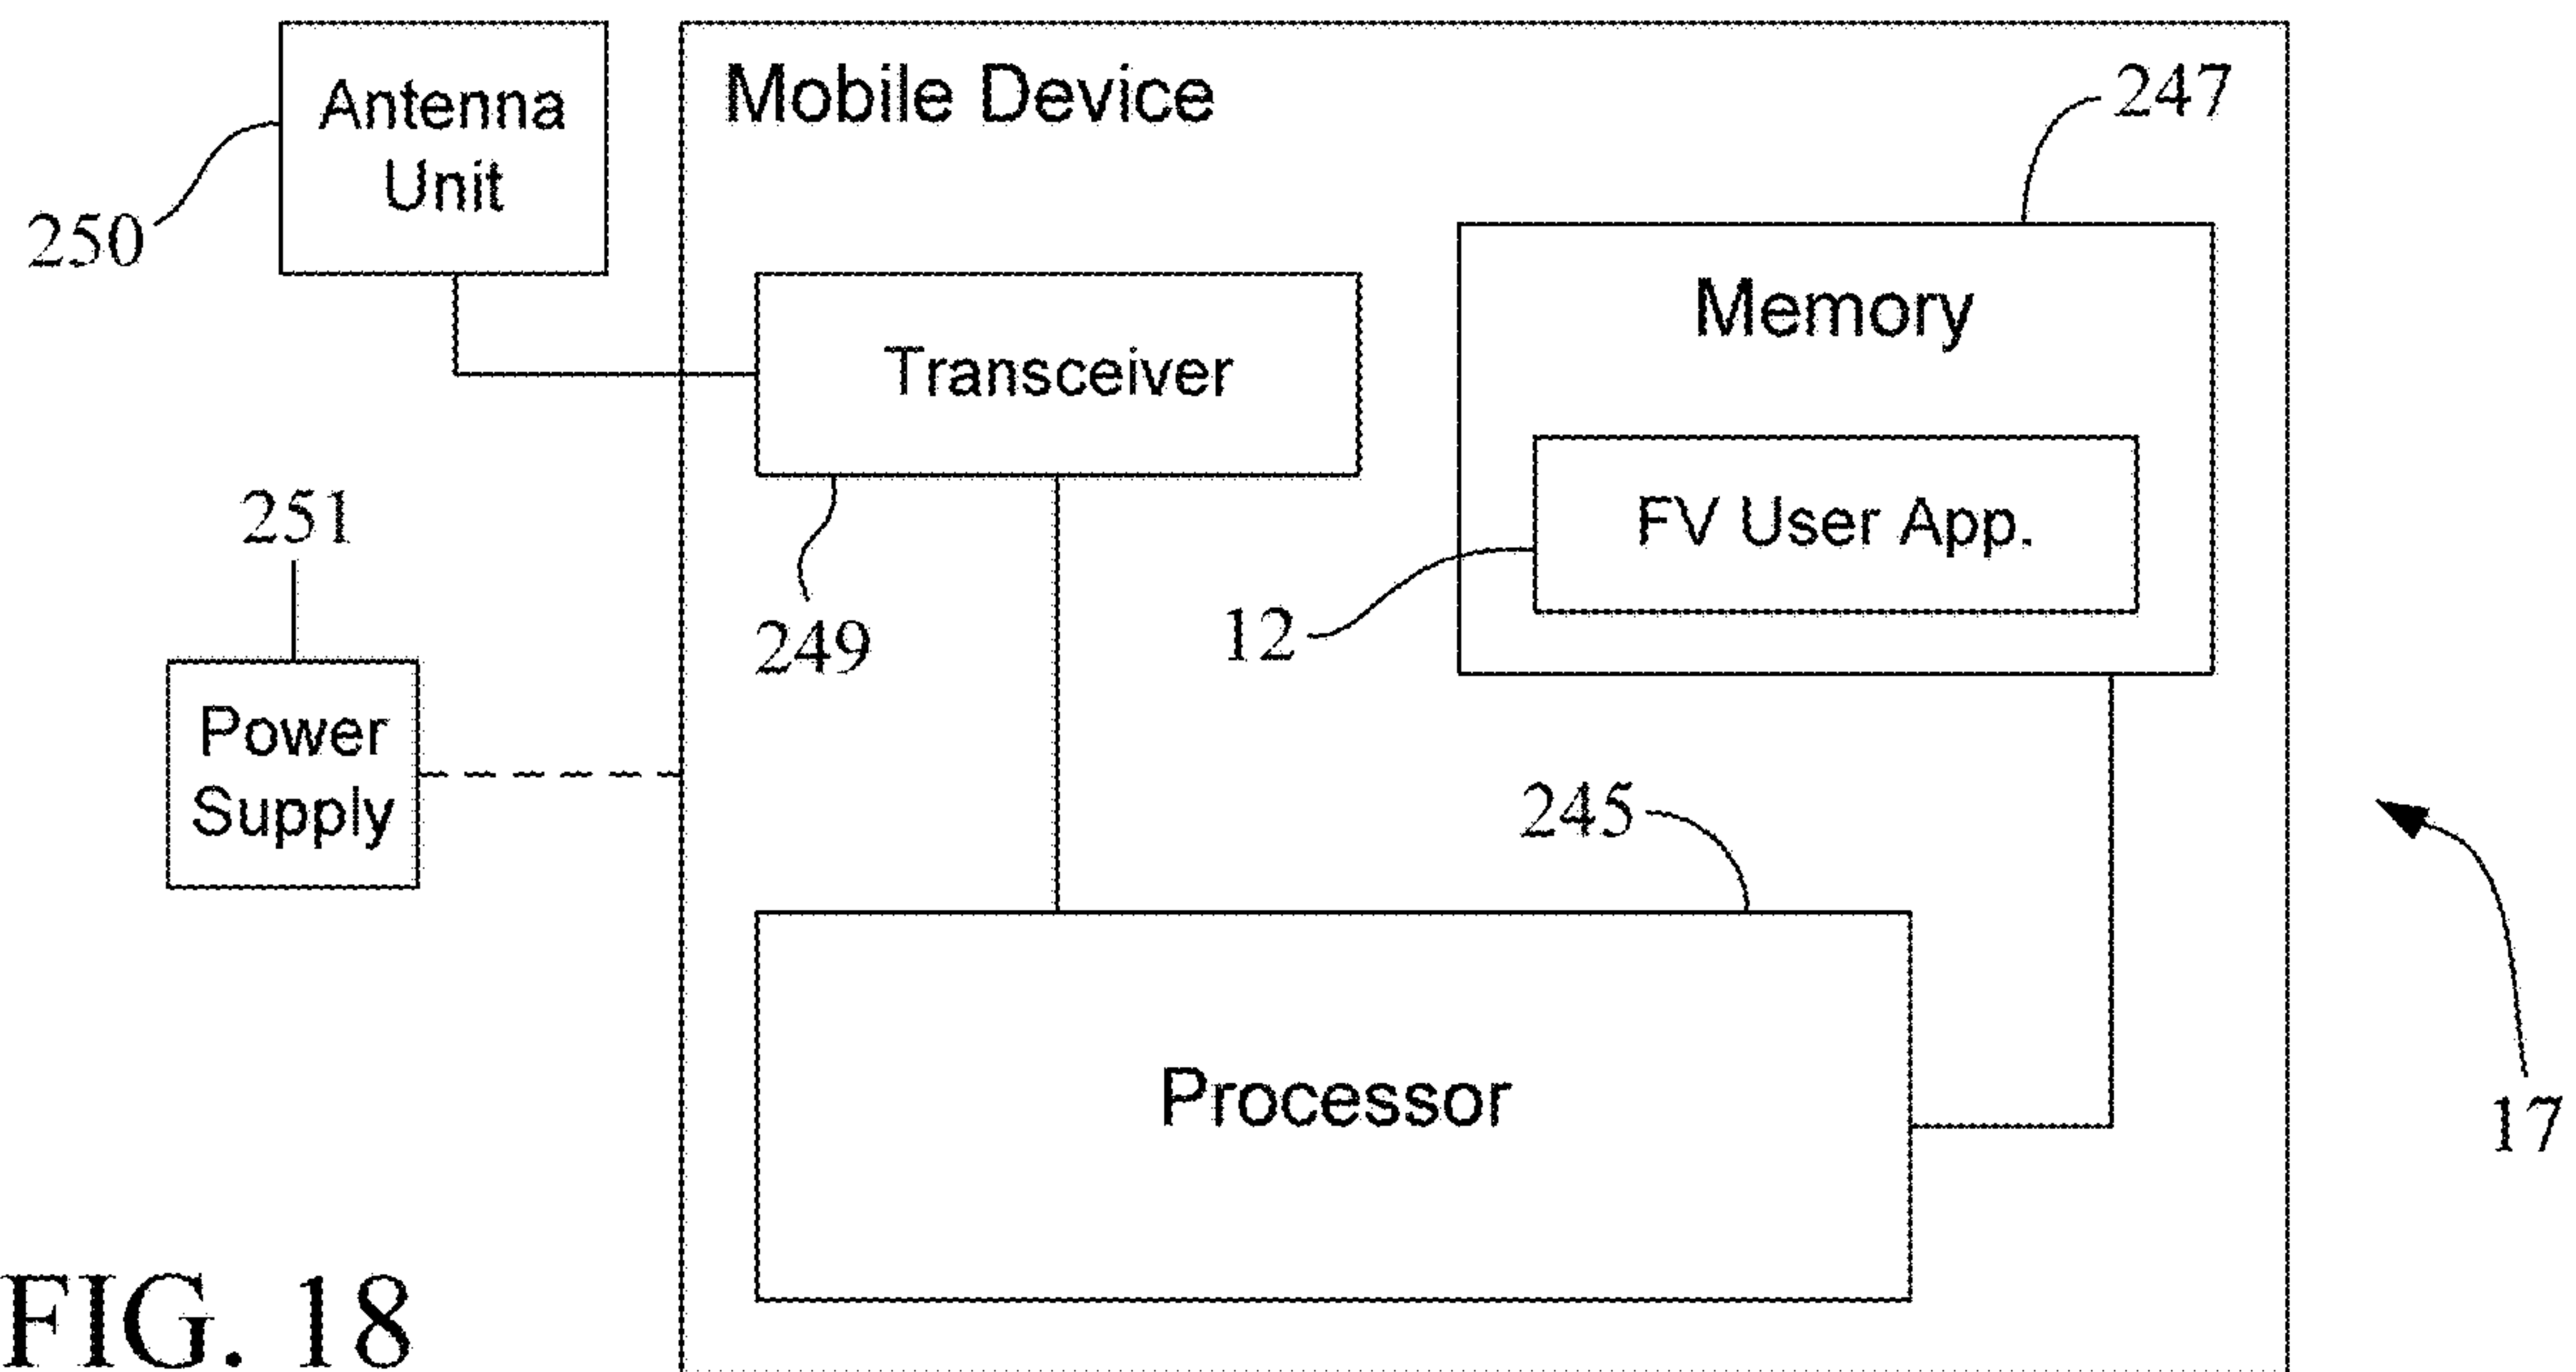 Antenna
Unit
250
Mobile Device
247
Transceiver
249
Memory
FV User App.
12
251
Power
Supply
245
Processor
17
FIG. 18